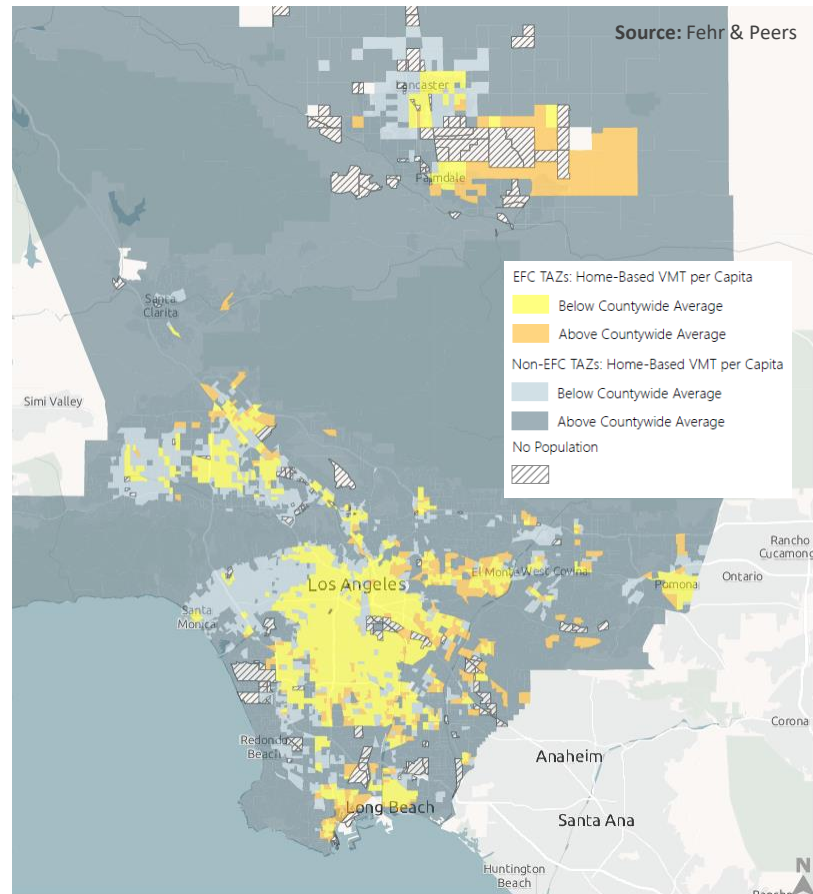 Source: Fehr & Peers
Lancaster
Palmdale
EFC TAZs: Home-Based VMT per Capita
Below Countywide Average
Above Countywide Average
Non-EFC TAZs: Home-Based VMT per Capita
Below Countywide Average
Above Countywide Average
No Population
Santa
Clarita
Simi Valley
Rancho
Cucamong
El Monte
West Covina
Ontario
Los Angeles
Pomona
Santa
Monica
Corona
Redondo
Beach
Anaheim
Long Beach
Santa Ana
Huntington
Beach
N
Rancho